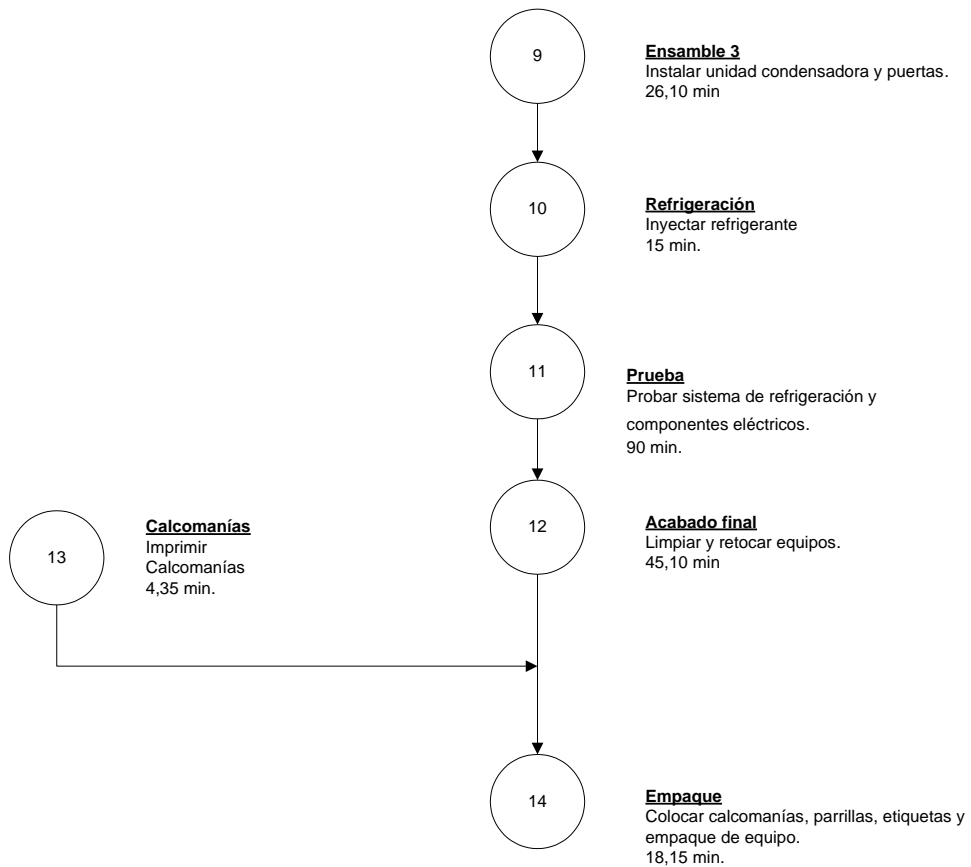 9
Ensamble 3
Instalar unidad condensadora y puertas.
26,10 min
10
Refrigeración
Inyectar refrigerante
15 min.
11
Prueba
Probar sistema de refrigeración y
componentes eléctricos.
90 min.
12
Acabado final
Limpiar y retocar equipos.
45,10 min
13
Calcomanías
Imprimir
Calcomanías
4,35 min.
14
Empaque
Colocar calcomanías, parrillas, etiquetas y
empaque de equipo.
18,15 min.